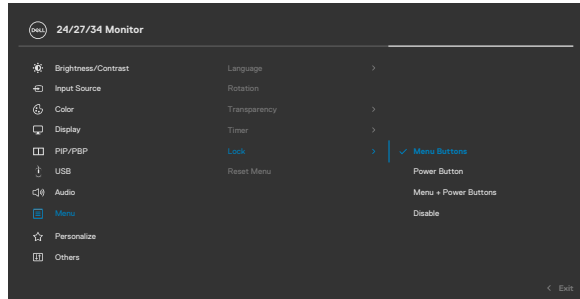 DELL 24/27/34 Monitor
Brightness/Contrast Language >
Input Source Rotation
Color Transparency >
Display Timer >
PIP/PBP Lock > ✓ Menu Buttons
USB Reset Menu Power Button
Audio Menu + Power Buttons
Menu Disable
Personalize
Others
< Exit